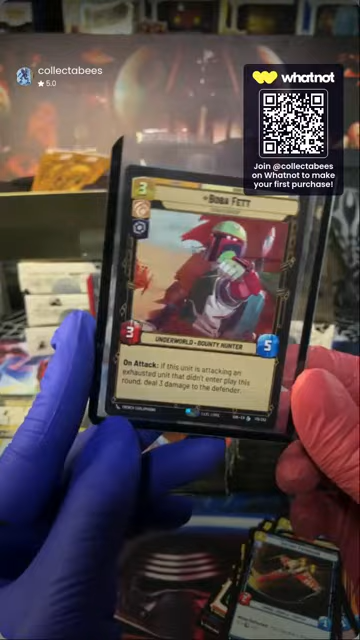 collectabees
★ 5.0
whatnot
Join @collectabees
on Whatnot to make
your first purchase!
3
BOBA FETT
3
5
UNDERWORLD • BOUNTY HUNTER
On Attack: If this unit is attacking an
exhausted unit that didn't enter play this
round, deal 3 damage to the defender.